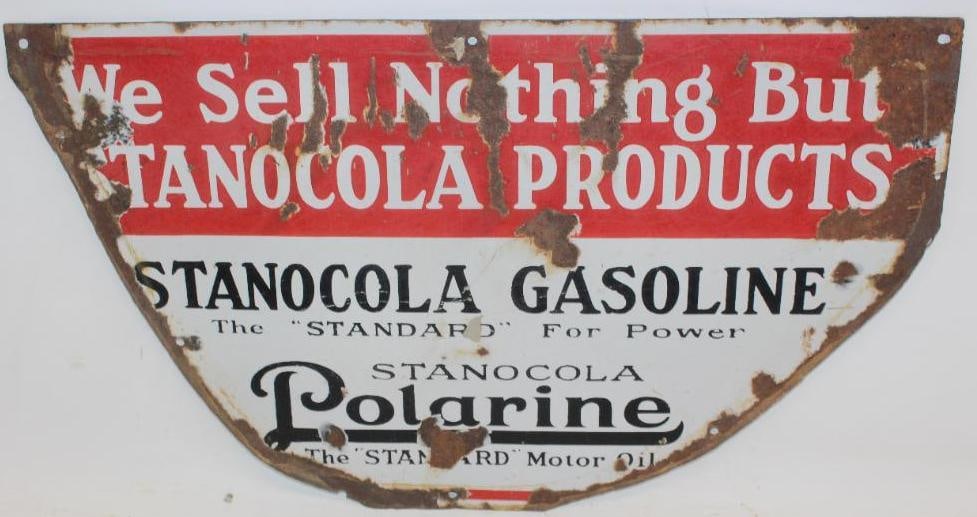 We Sell Nothing But
STANOCOLA PRODUCTS
STANOCOLA GASOLINE
The "STANDARD" For Power
STANOCOLA
Polarine
The "STANDARD" Motor Oil